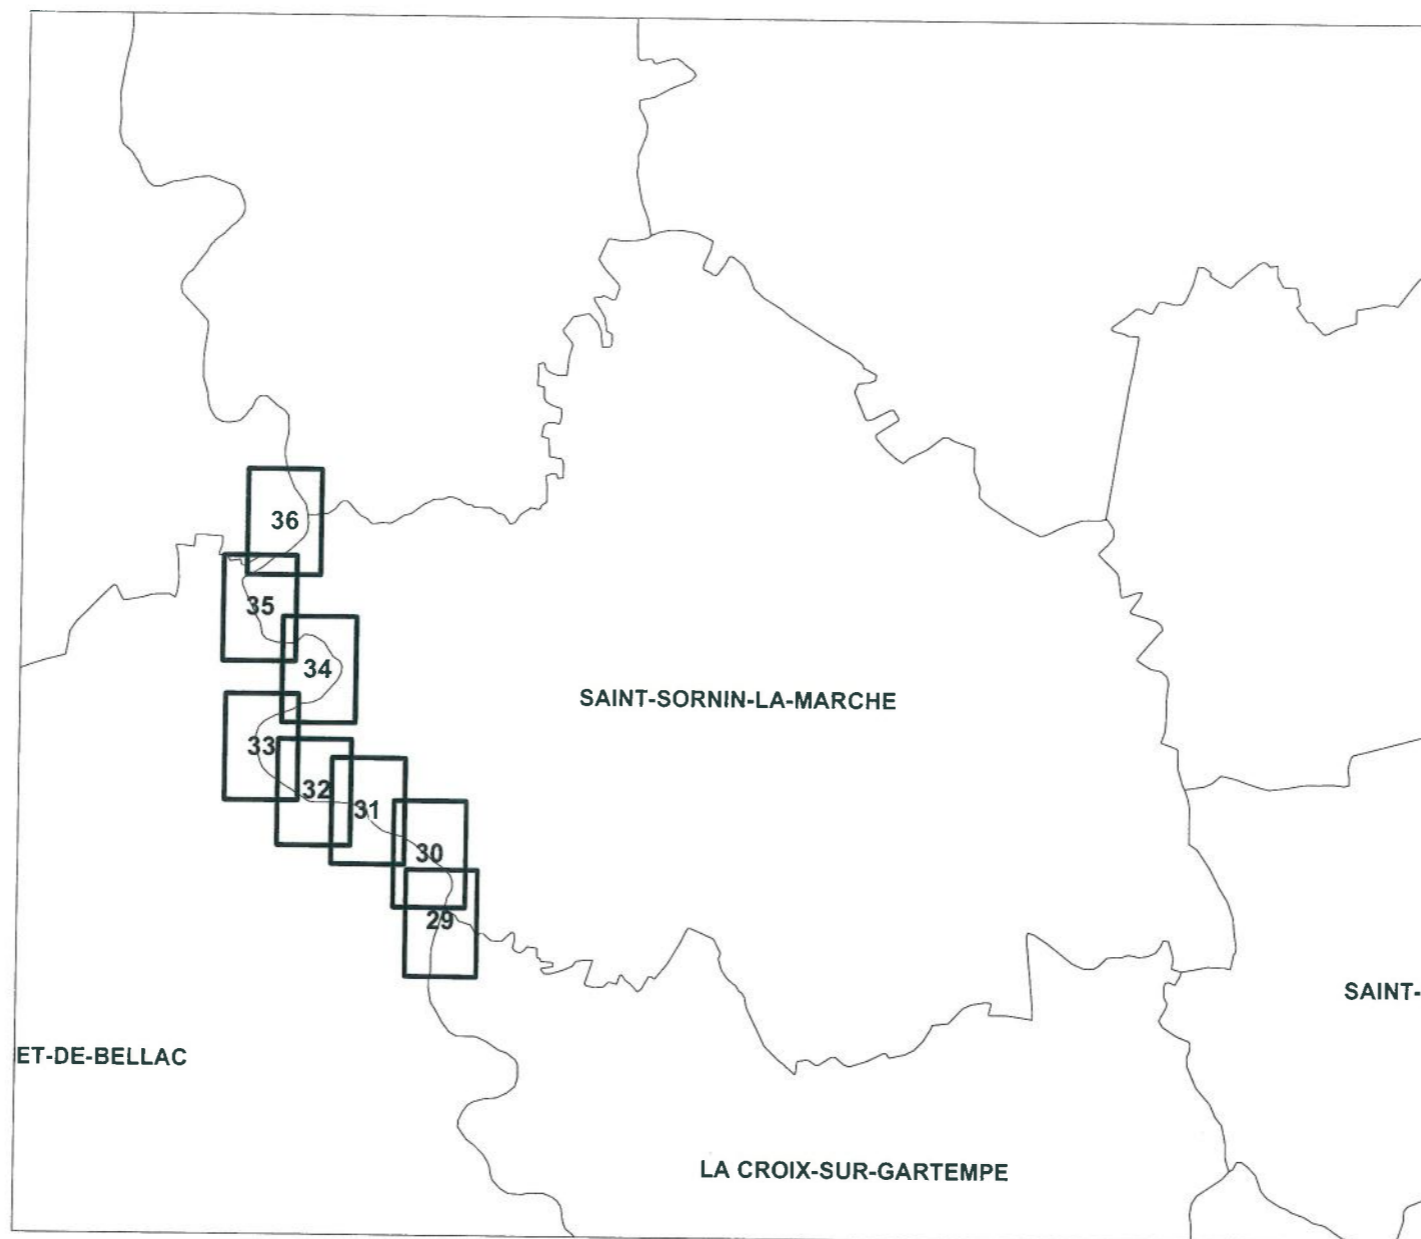 36
35
34
SAINT-SORNIN-LA-MARCHE
33
32
31
30
29
SAINT-
ET-DE-BELLAC
LA CROIX-SUR-GARTEMPE